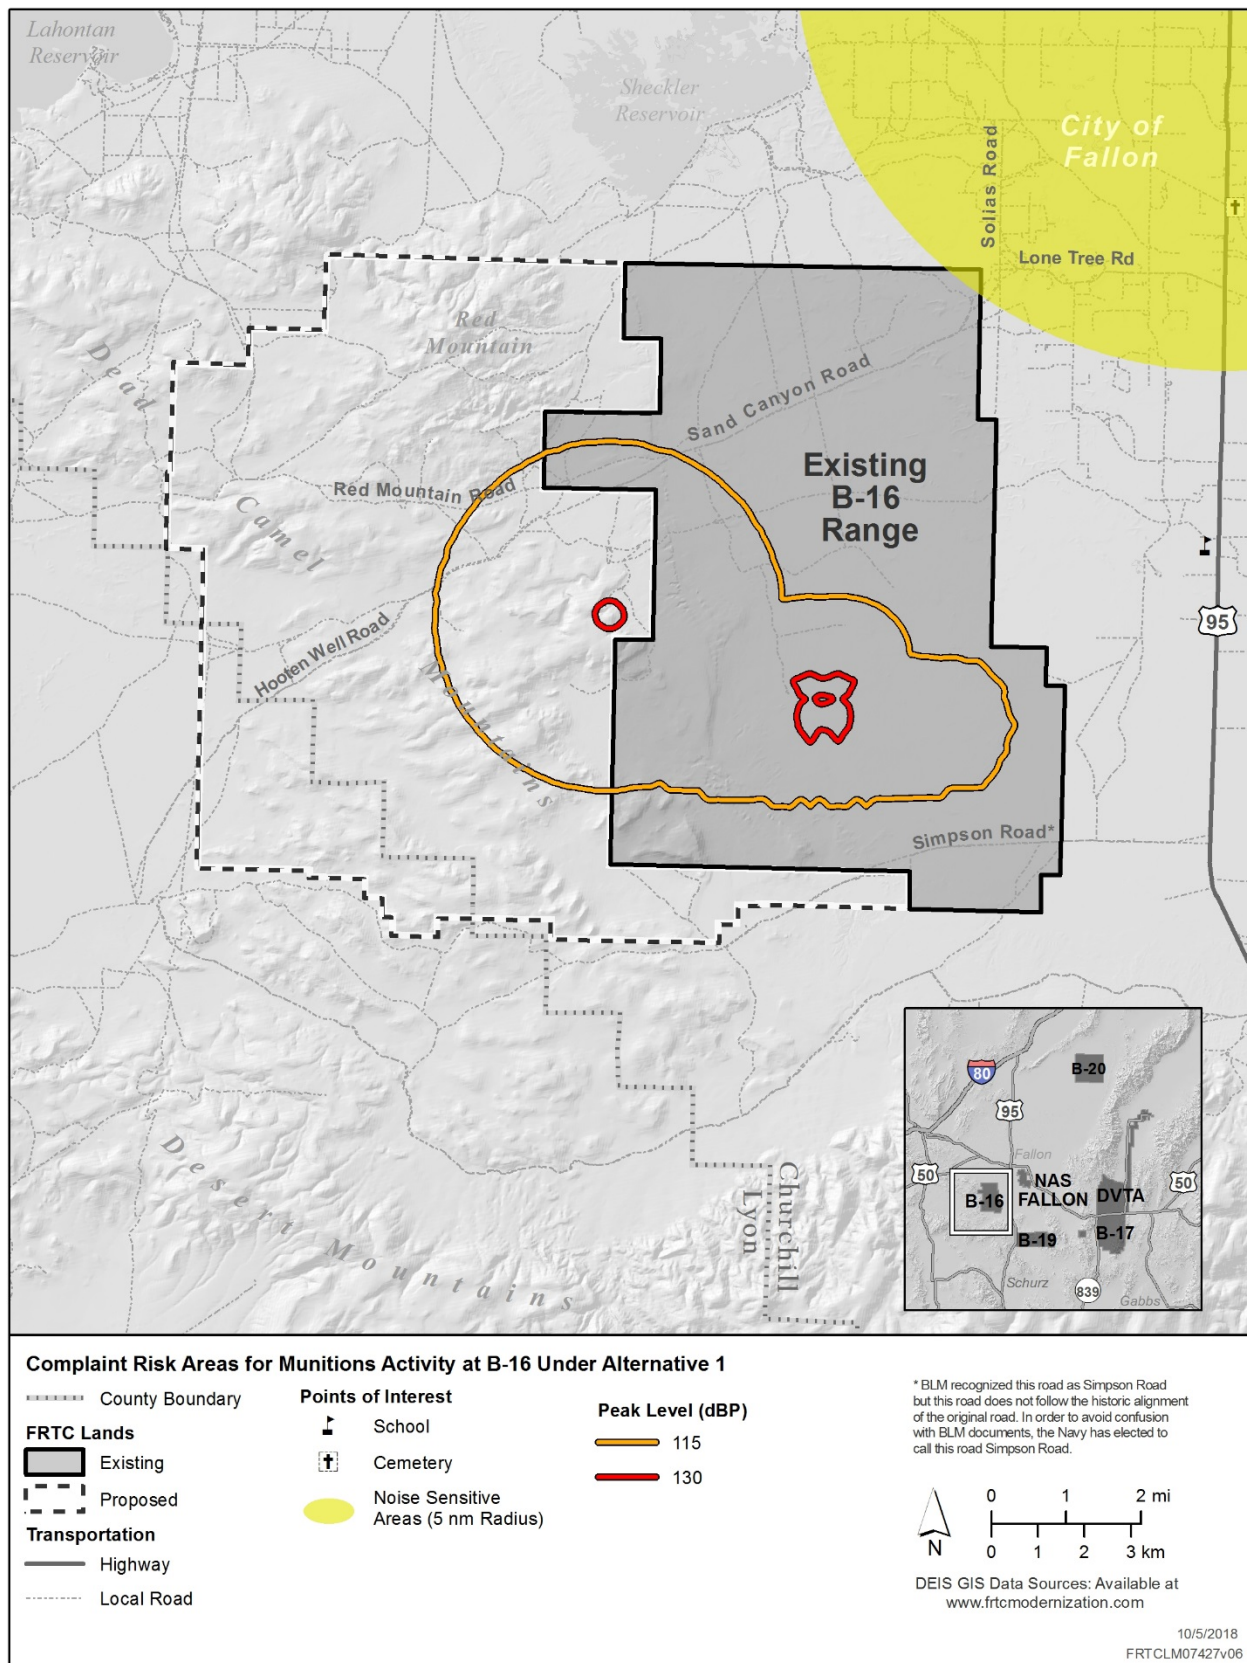 Lahontan
Reservoir
Sheckler
Reservoir
City of
Fallon
Solias Road
Lone Tree Rd
Red
Mountain
Dead
Camel
Mountains
Sand Canyon Road
Existing
B-16
Range
Red Mountain Road
Hooten Well Road
95
Simpson Road*
Desert Mountains
Churchill
Lyon
80
B-20
95
Fallon
50
NAS
FALLON
DVTA
50
B-16
B-19
B-17
Schurz
839
Gabbs
Complaint Risk Areas for Munitions Activity at B-16 Under Alternative 1
County Boundary
FRTC Lands
Existing
Proposed
Transportation
Highway
Local Road
Points of Interest
School
Cemetery
Noise Sensitive
Areas (5 nm Radius)
Peak Level (dBP)
115
130
* BLM recognized this road as Simpson Road
but this road does not follow the historic alignment
of the original road. In order to avoid confusion
with BLM documents, the Navy has elected to
call this road Simpson Road.
N
0 1 2 mi
0 1 2 3 km
DEIS GIS Data Sources: Available at
www.frtcmodernization.com
10/5/2018
FRTCLM07427v06